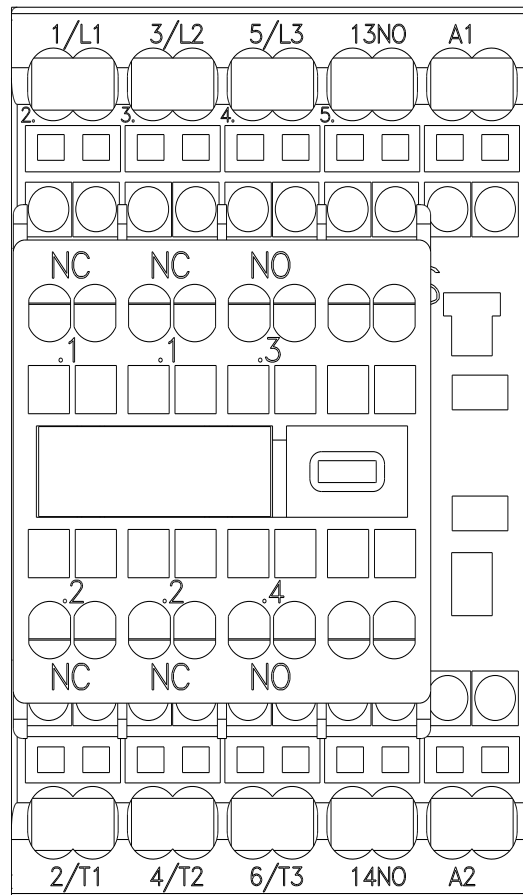 1/L1 3/L2 5/L3 13NO A1
2. 3. 4. 5.
NC NC NO
.1 .1 .3
.2 .2 .4
NC NC NO
2/T1 4/T2 6/T3 14NO A2